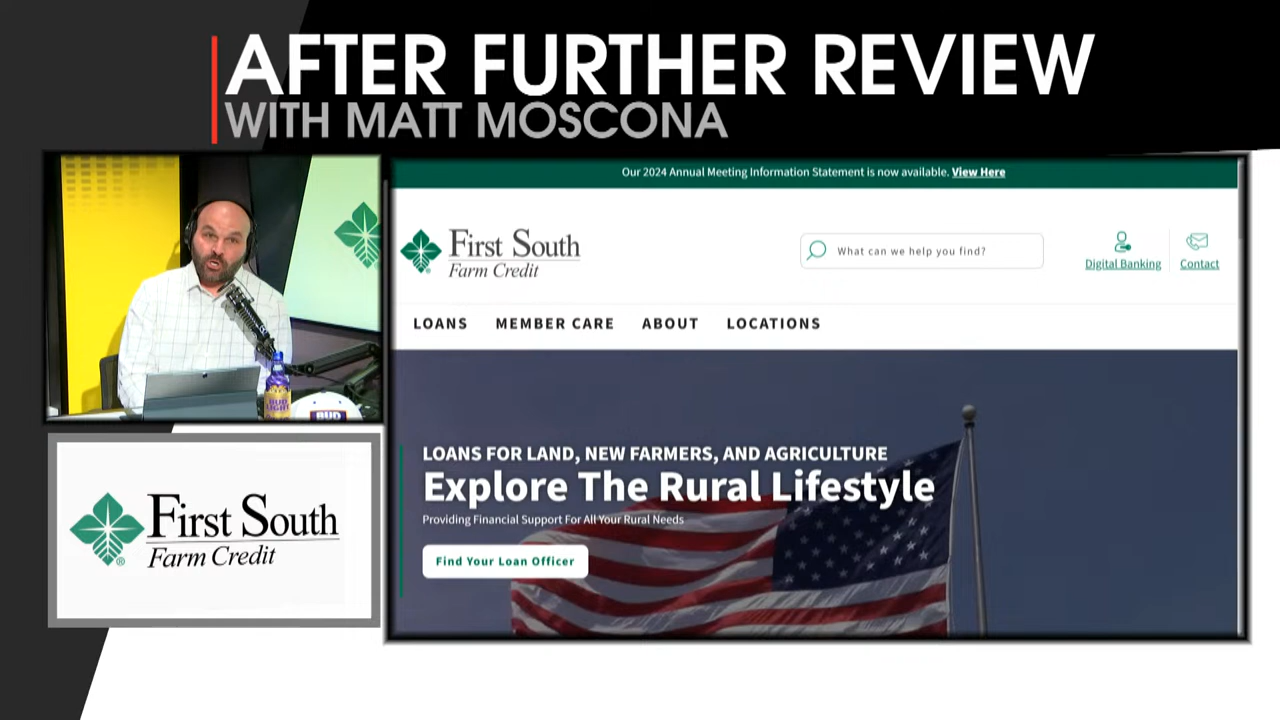 AFTER FURTHER REVIEW
WITH MATT MOSCONA
Our 2024 Annual Meeting Information Statement is now available. View Here
First South
Farm Credit
What can we help you find?
Digital Banking
Contact
LOANS MEMBER CARE ABOUT LOCATIONS
LOANS FOR LAND, NEW FARMERS, AND AGRICULTURE
Explore The Rural Lifestyle
Providing Financial Support For All Your Rural Needs
Find Your Loan Officer
BUD
LIGHT
BUD
First South
Farm Credit®